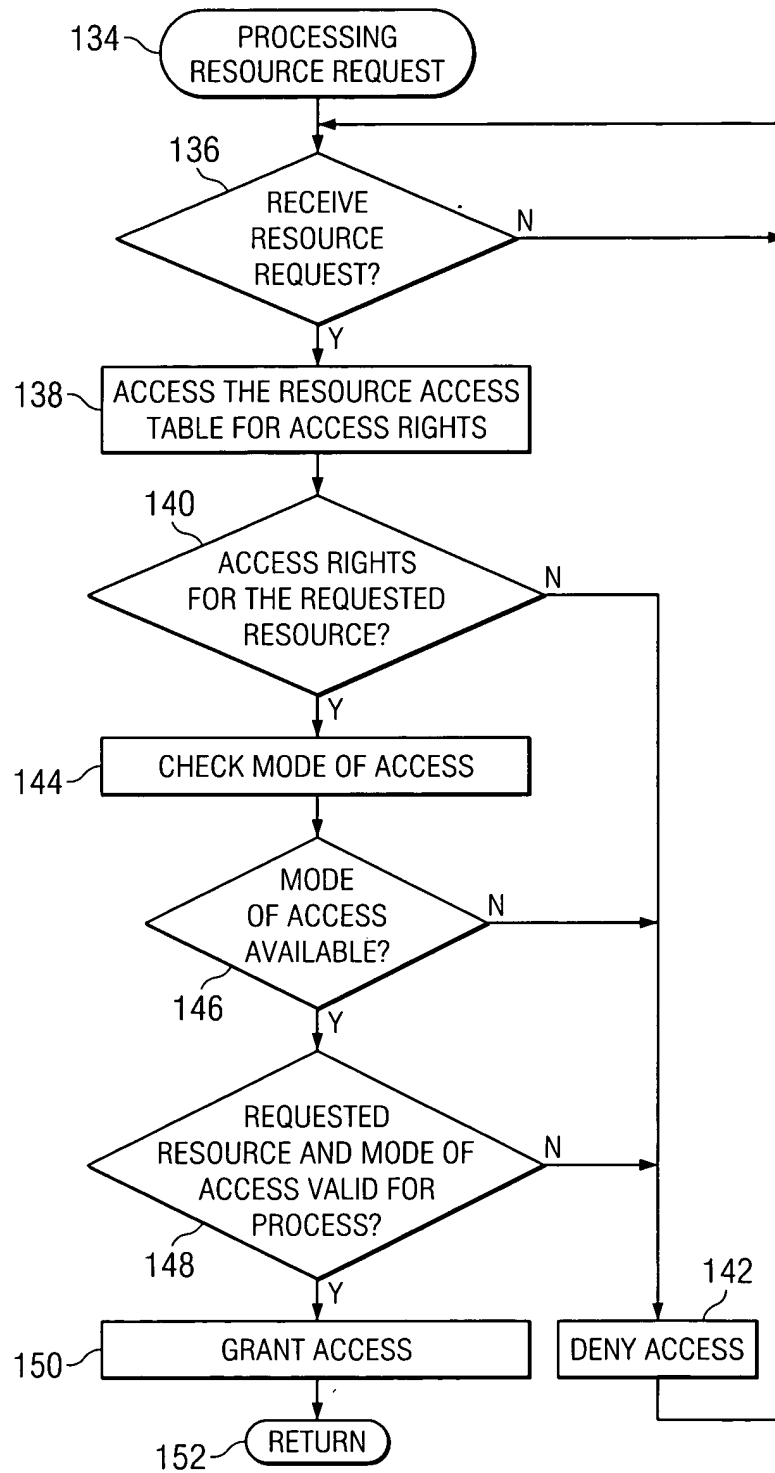 134
PROCESSING
RESOURCE REQUEST
136
RECEIVE
RESOURCE
REQUEST?
N
Y
138
ACCESS THE RESOURCE ACCESS
TABLE FOR ACCESS RIGHTS
140
ACCESS RIGHTS
FOR THE REQUESTED
RESOURCE?
N
Y
144
CHECK MODE OF ACCESS
MODE
OF ACCESS
AVAILABLE?
N
146
Y
REQUESTED
RESOURCE AND MODE OF
ACCESS VALID FOR
PROCESS?
N
148
Y
142
150
GRANT ACCESS
DENY ACCESS
152
RETURN